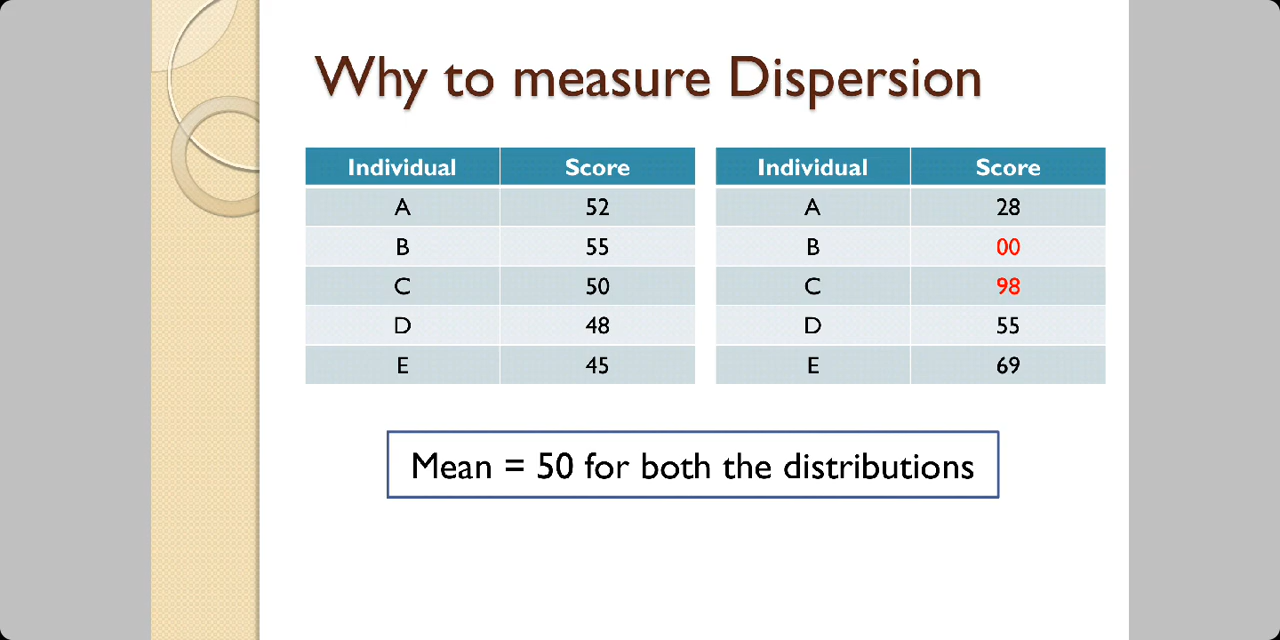 Why to measure Dispersion
Individual Score
A 52
B 55
C 50
D 48
E 45
Individual Score
A 28
B 00
C 98
D 55
E 69
Mean = 50 for both the distributions